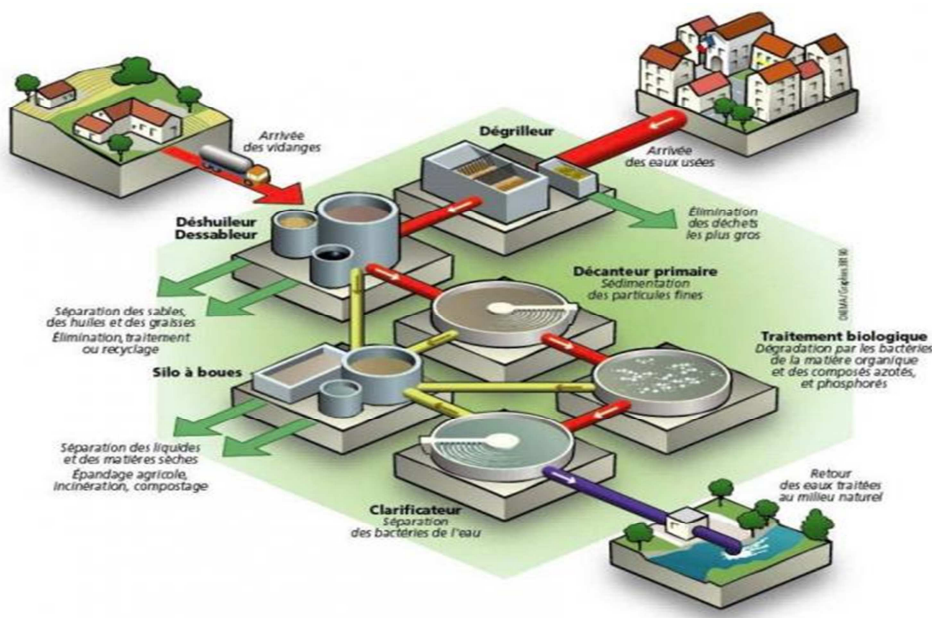 Arrivée
des vidanges
Dégrilleur
Arrivée
des eaux usées
Élimination
des déchets
les plus gros
Déshuileur
Dessableur
Séparation des sables,
des huiles et des graisses
Élimination, traitement
ou recyclage
Décanteur primaire
Sédimentation
des particules fines
Traitement biologique
Dégradation par les bactéries
de la matière organique
et des composés azotés,
et phosphorés
Silo à boues
Séparation des liquides
et des matières sèches
Épandage agricole,
incinération, compostage
Clarificateur
Séparation
des bactéries de l'eau
Retour
des eaux traitées
au milieu naturel